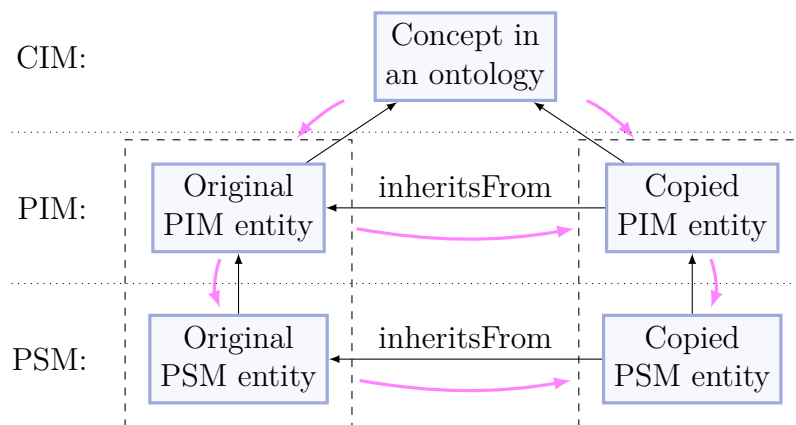 CIM:
Concept in
an ontology
PIM:
Original
PIM entity
inheritsFrom
Copied
PIM entity
PSM:
Original
PSM entity
inheritsFrom
Copied
PSM entity